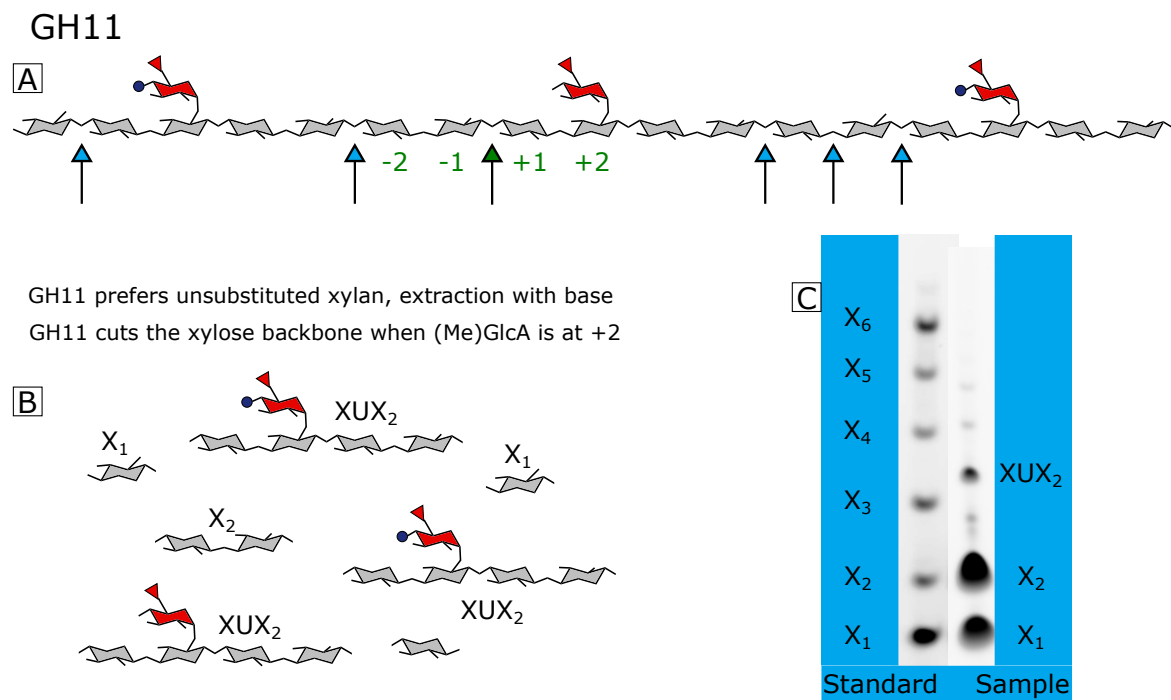 GH11
A
-2 -1 +1 +2
GH11 prefers unsubstituted xylan, extraction with base
GH11 cuts the xylose backbone when (Me)GlcA is at +2
B
XUX₂
X₁
X₁
X₂
XUX₂
XUX₂
C
X₆
X₅
X₄
XUX₂
X₃
X₂ X₂
X₁ X₁
Standard Sample